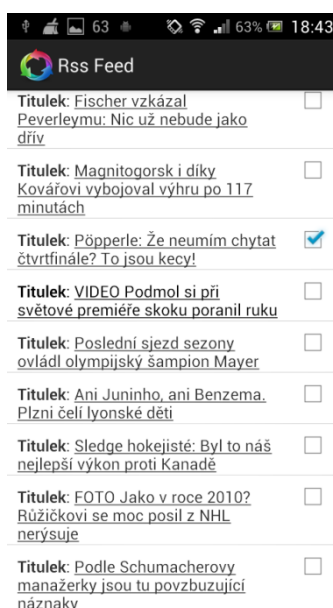 63 63% 18:43
Rss Feed
Titulek: Fischer vzkázal
Peverleymu: Nic už nebude jako
dřív
Titulek: Magnitogorsk i díky
Kovářovi vybojoval výhru po 117
minutách
Titulek: Pöpperle: Že neumím chytat
čtvrtfinále? To jsou kecy!
Titulek: VIDEO Podmol si při
světové premiéře skoku poranil ruku
Titulek: Poslední sjezd sezony
ovládl olympijský šampion Mayer
Titulek: Ani Juninho, ani Benzema.
Plzni čelí lyonské děti
Titulek: Sledge hokejisté: Byl to náš
nejlepší výkon proti Kanadě
Titulek: FOTO Jako v roce 2010?
Růžičkovi se moc posil z NHL
nerýsuje
Titulek: Podle Schumacherovy
manažerky jsou tu povzbuzující
náznaky